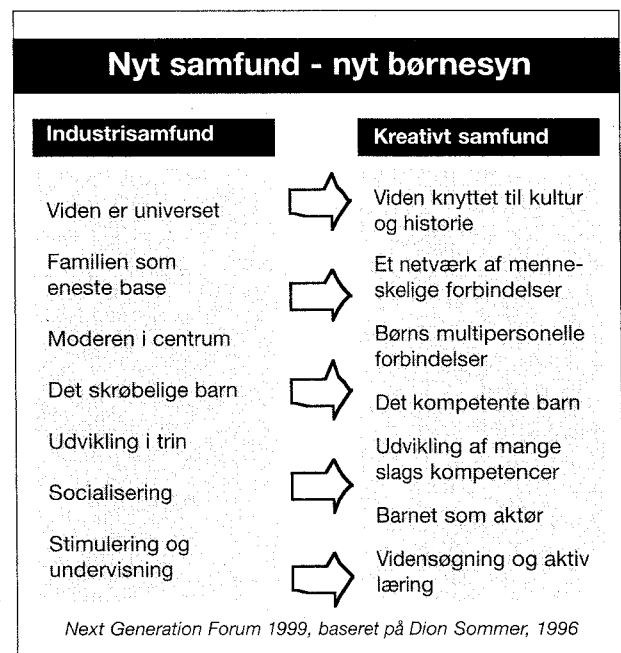 Nyt samfund - nyt børnesyn
Industrisamfund
Kreativt samfund
Viden er universet
Viden knyttet til kultur
og historie
Familien som
eneste base
Et netværk af menne-
skelige forbindelser
Moderen i centrum
Børns multipersonelle
forbindelser
Det skrøbelige barn
Det kompetente barn
Udvikling i trin
Udvikling af mange
slags kompetencer
Socialisering
Barnet som aktør
Stimulering og
undervisning
Vidensøgning og aktiv
læring
Next Generation Forum 1999, baseret på Dion Sommer, 1996